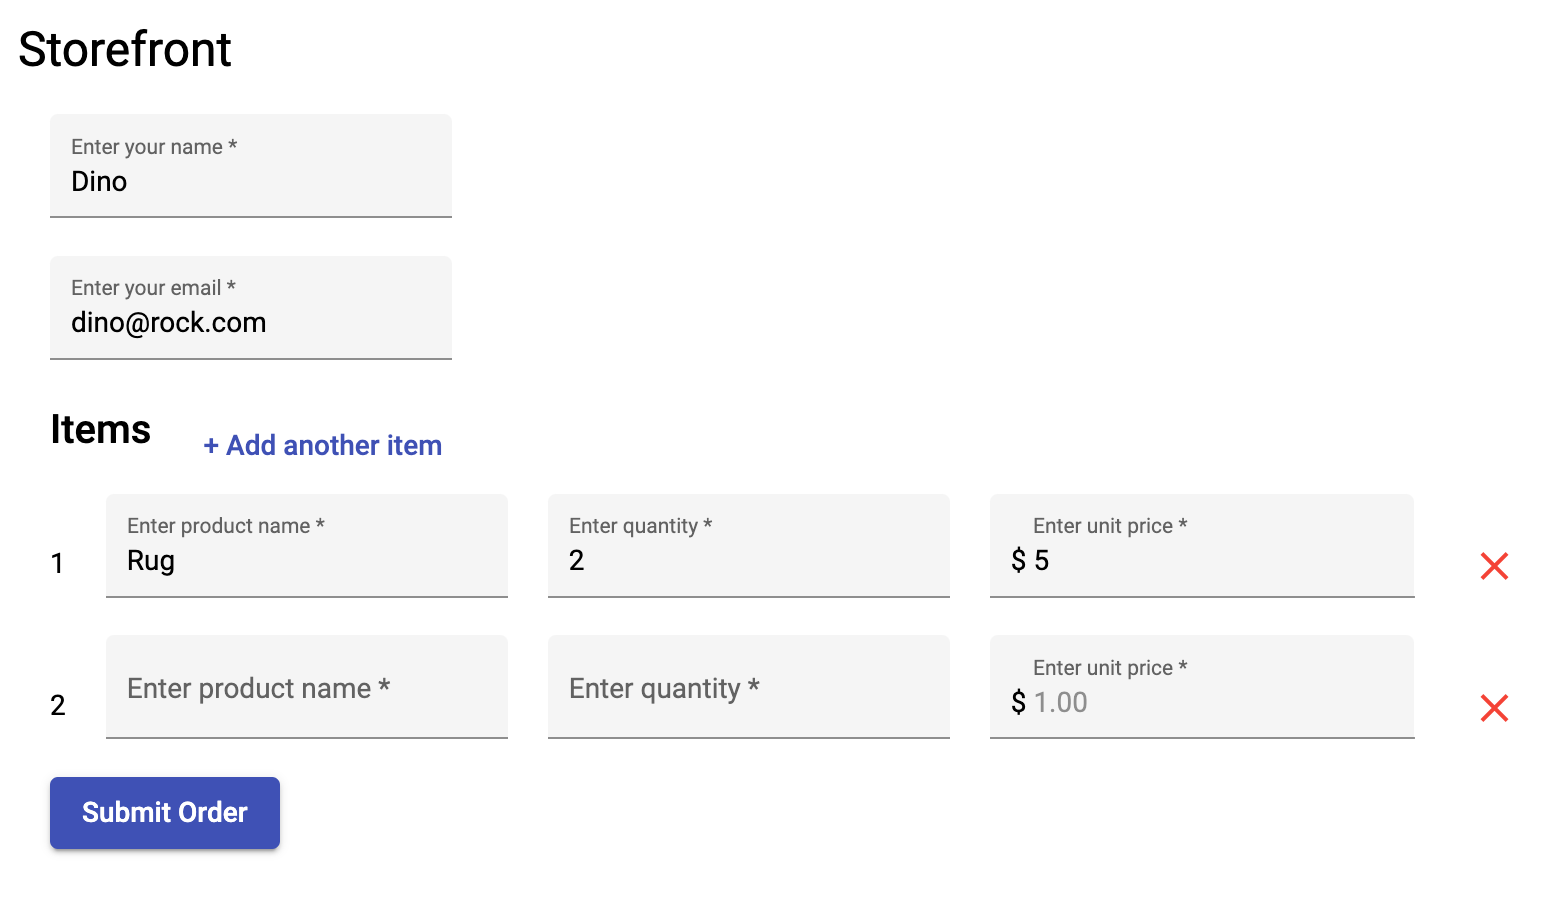 Storefront
Enter your name *
Dino
Enter your email *
dino@rock.com
Items + Add another item
Enter product name * Enter quantity * Enter unit price *
1 Rug 2 $ 5
Enter unit price *
2 Enter product name * Enter quantity * $ 1.00
Submit Order